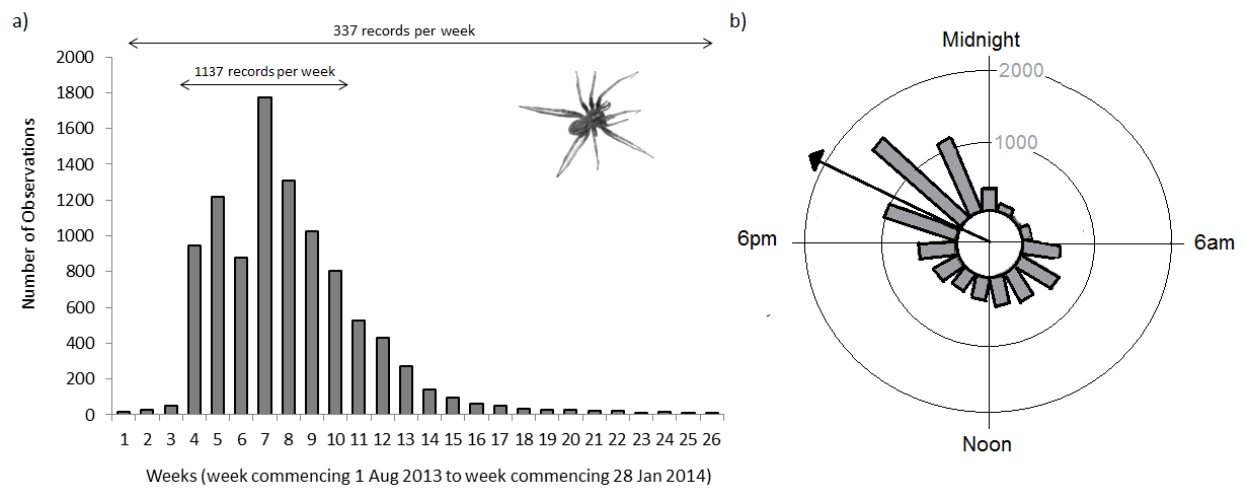 a)
337 records per week
1137 records per week
Number of Observations
2000
1800
1600
1400
1200
1000
800
600
400
200
0
1 2 3 4 5 6 7 8 9 10 11 12 13 14 15 16 17 18 19 20 21 22 23 24 25 26
Weeks (week commencing 1 Aug 2013 to week commencing 28 Jan 2014)
b)
Midnight
2000
1000
6pm
6am
Noon